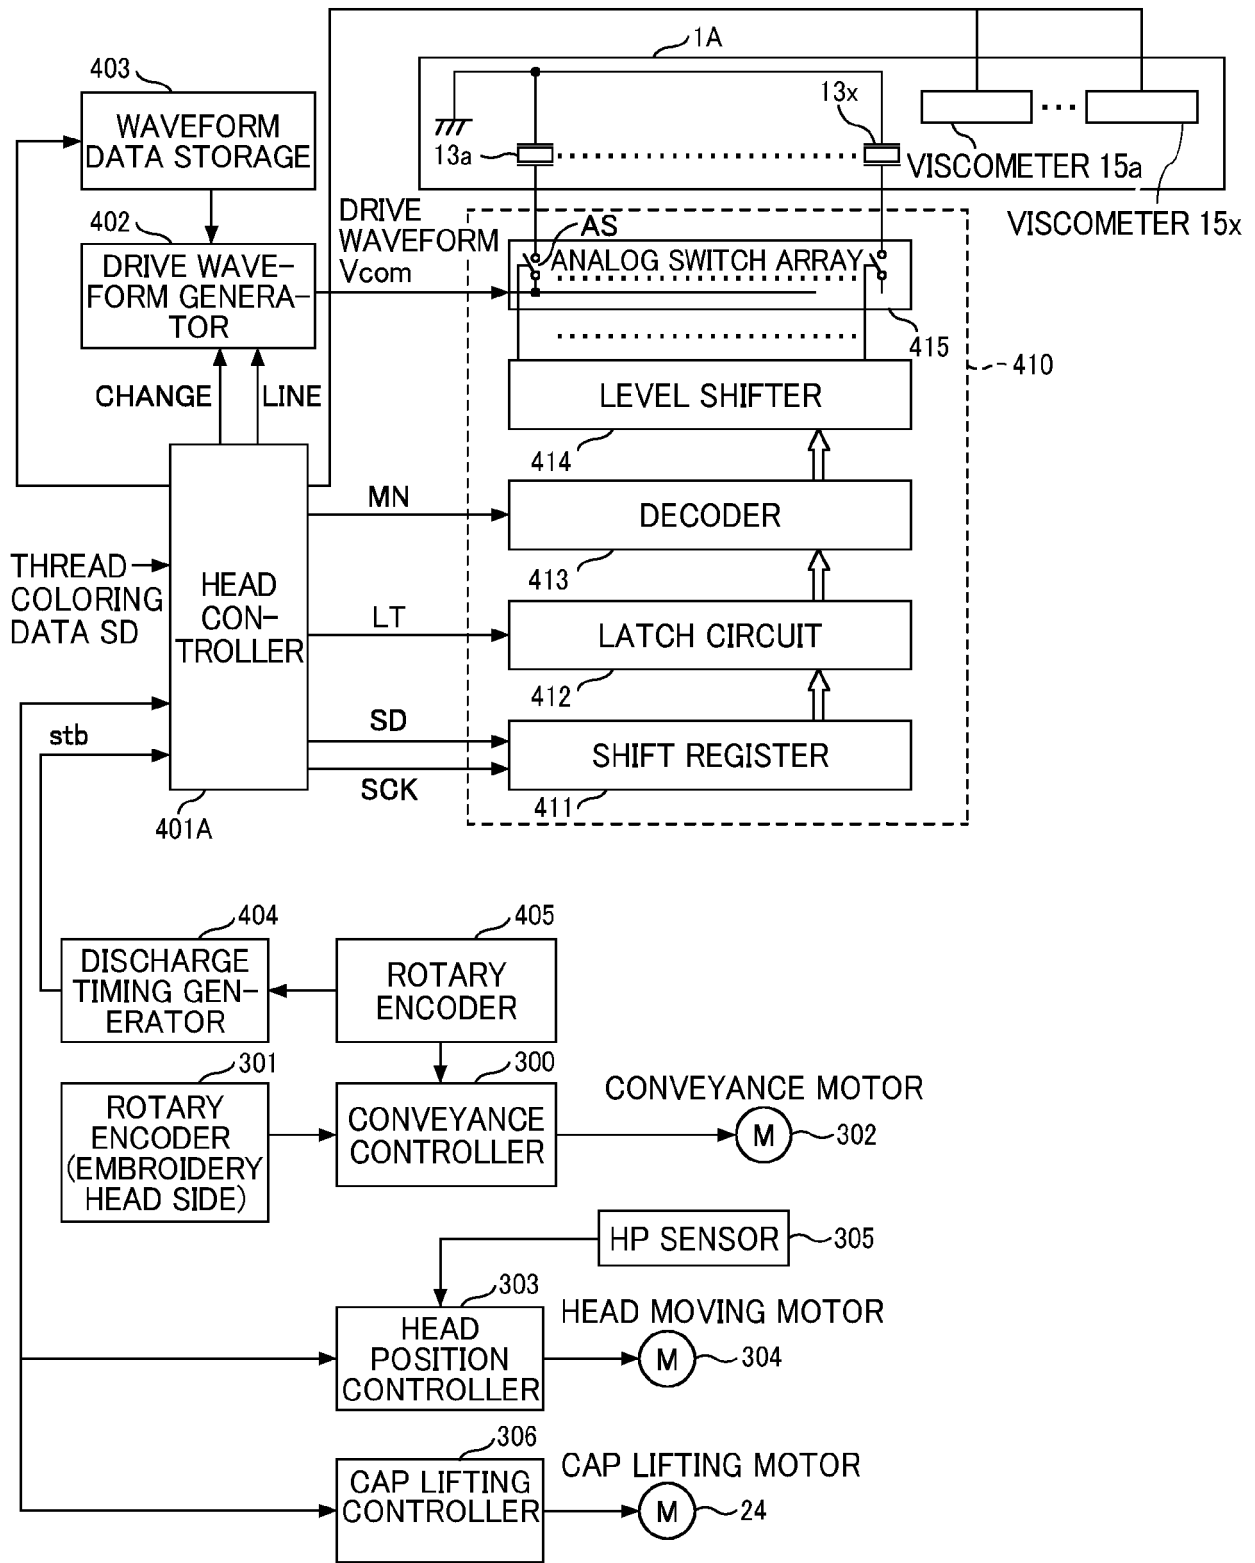 1A
403
WAVEFORM
DATA STORAGE
13x
13a
VISCOMETER 15a
VISCOMETER 15x
402
DRIVE WAVE-
FORM GENERA-
TOR
DRIVE
WAVEFORM
Vcom
AS
ANALOG SWITCH ARRAY
415
410
CHANGE
LINE
LEVEL SHIFTER
414
MN
DECODER
413
THREAD
COLORING
DATA SD
HEAD
CON-
TROLLER
LT
LATCH CIRCUIT
412
stb
SD
SCK
SHIFT REGISTER
411
401A
404
DISCHARGE
TIMING GEN-
ERATOR
405
ROTARY
ENCODER
301
ROTARY
ENCODER
(EMBROIDERY
HEAD SIDE)
300
CONVEYANCE
CONTROLLER
CONVEYANCE MOTOR
M
302
HP SENSOR
305
303
HEAD
POSITION
CONTROLLER
HEAD MOVING MOTOR
M
304
306
CAP LIFTING
CONTROLLER
CAP LIFTING MOTOR
M
24